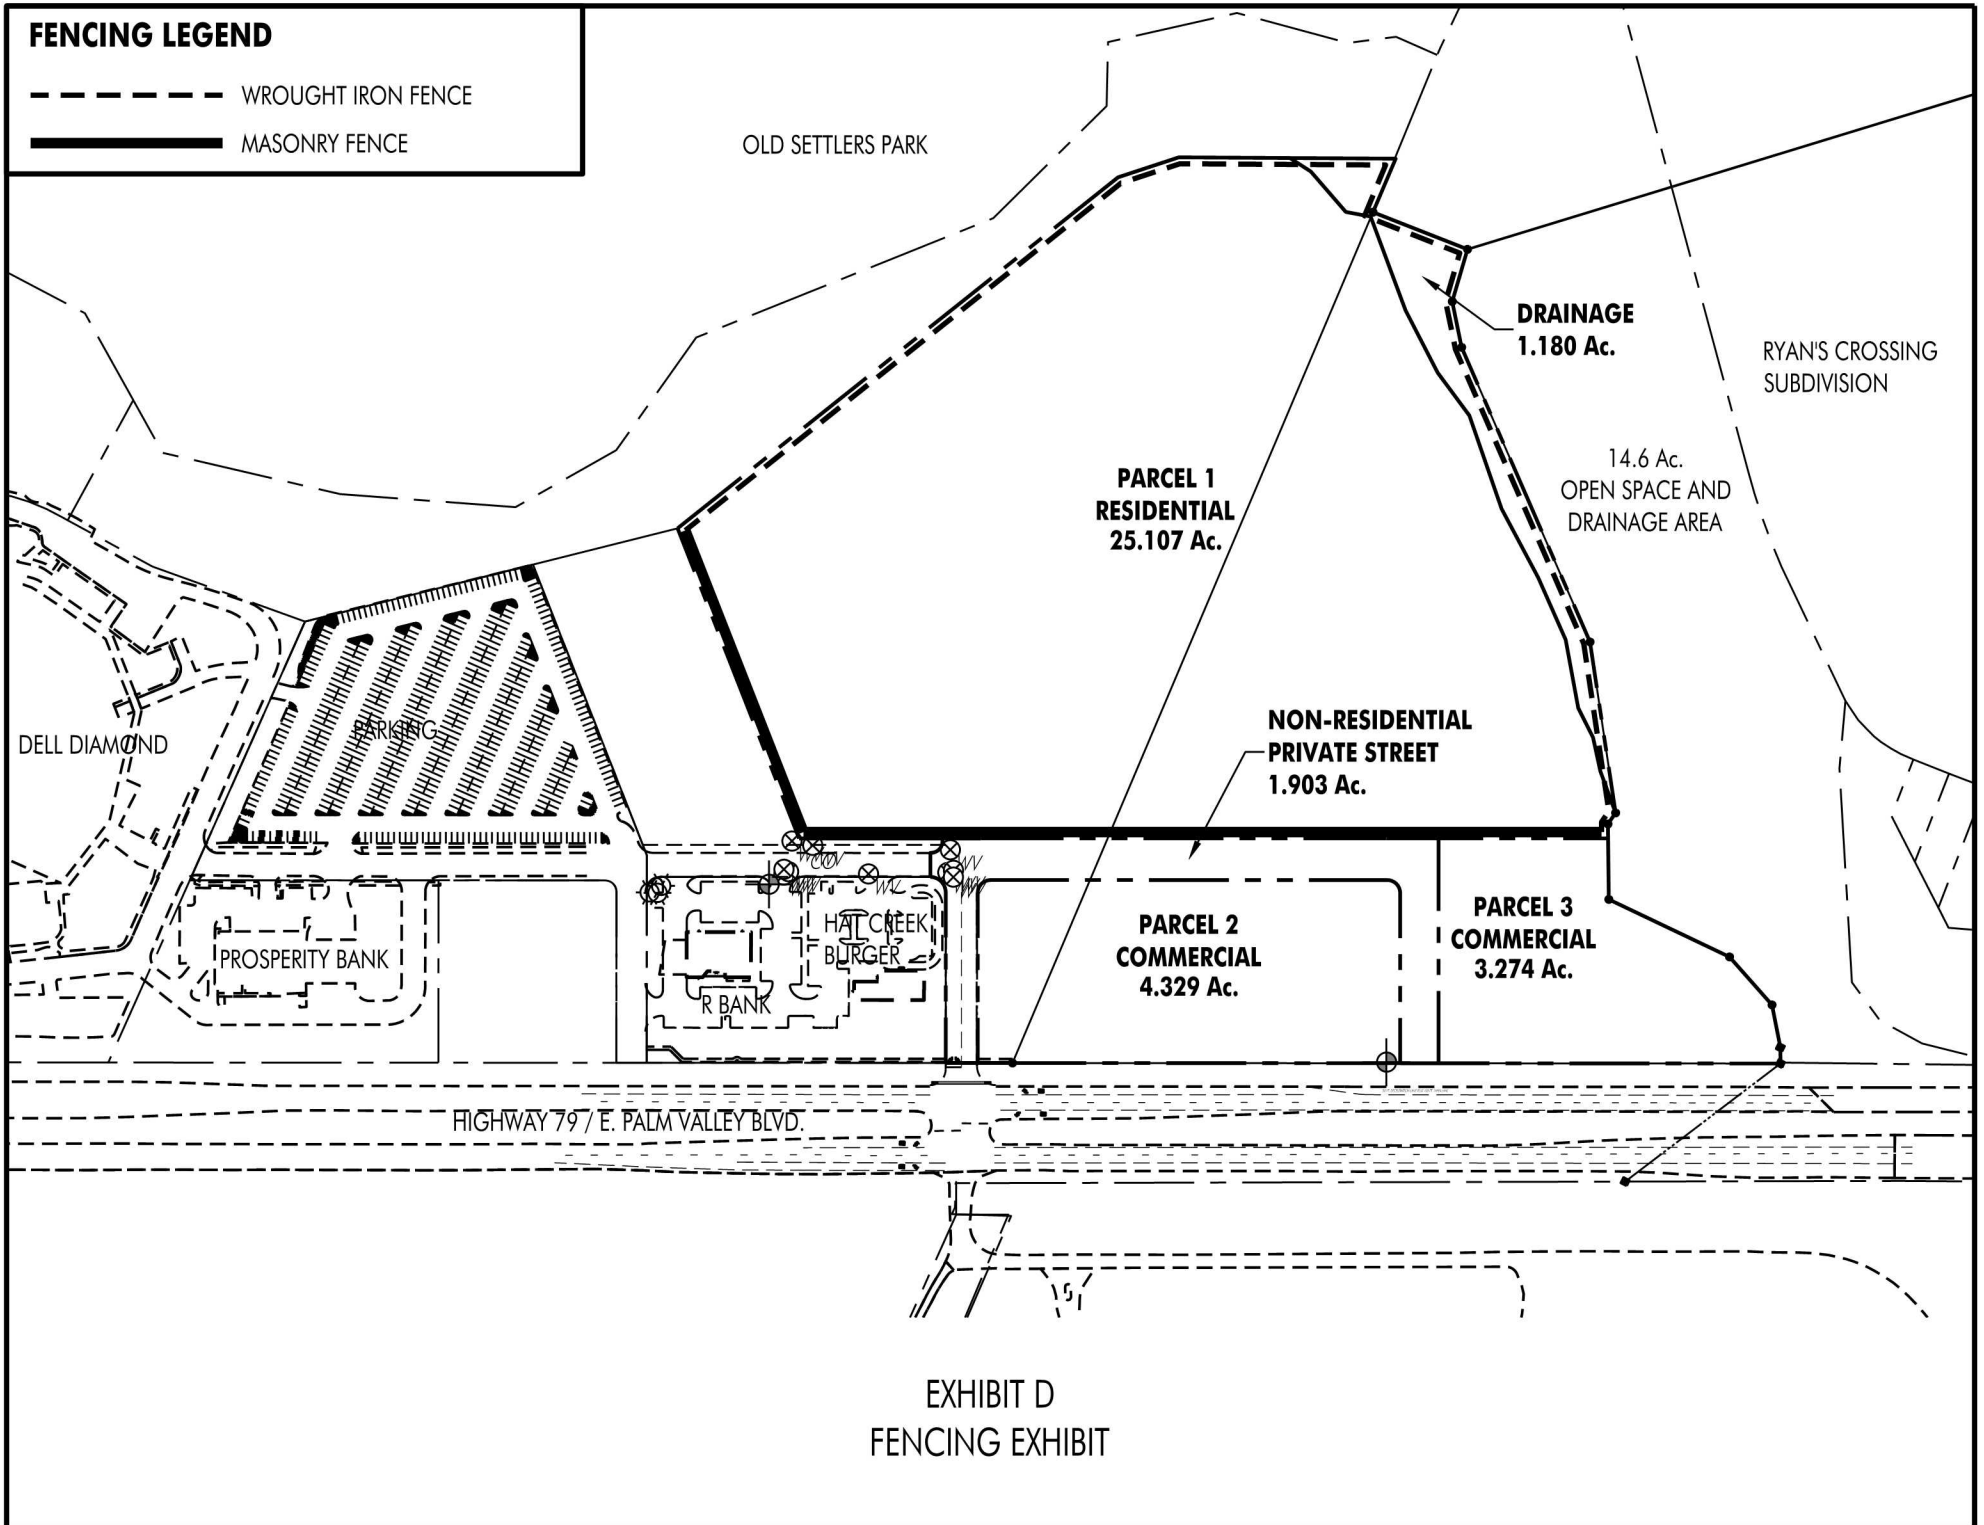 FENCING LEGEND
WROUGHT IRON FENCE
MASONRY FENCE
OLD SETTLERS PARK
DRAINAGE
1.180 Ac.
RYAN'S CROSSING
SUBDIVISION
14.6 Ac.
OPEN SPACE AND
DRAINAGE AREA
PARCEL 1
RESIDENTIAL
25.107 Ac.
NON-RESIDENTIAL
PRIVATE STREET
1.903 Ac.
PARKING
DELL DIAMOND
PROSPERITY BANK
R BANK
HAT CREEK
BURGER
PARCEL 2
COMMERCIAL
4.329 Ac.
PARCEL 3
COMMERCIAL
3.274 Ac.
HIGHWAY 79 / E. PALM VALLEY BLVD.
EXHIBIT D
FENCING EXHIBIT